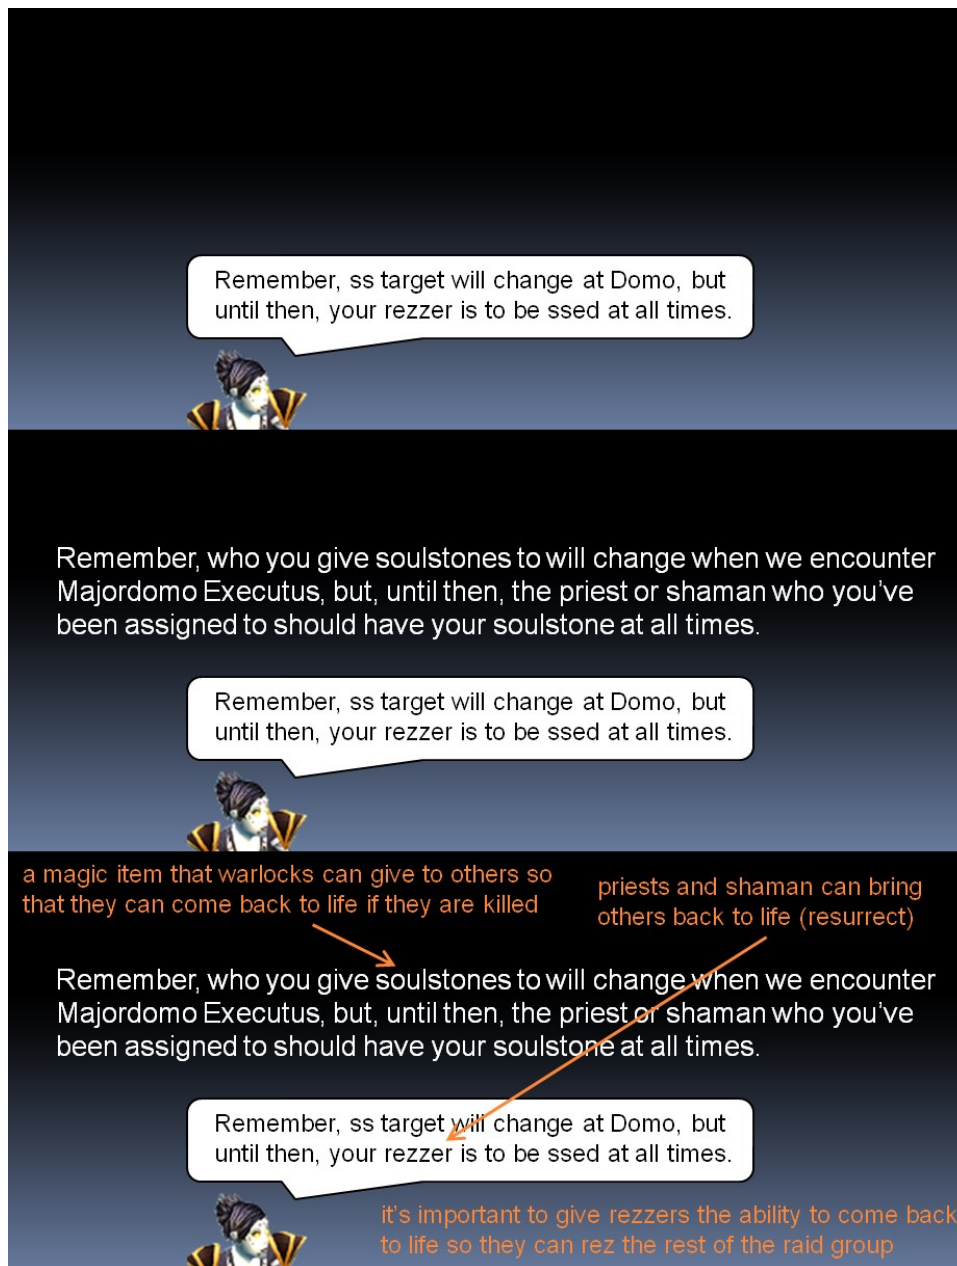 Remember, ss target will change at Domo, but
until then, your rezzer is to be ssed at all times.
Remember, who you give soulstones to will change when we encounter
Majordomo Executus, but, until then, the priest or shaman who you've
been assigned to should have your soulstone at all times.
Remember, ss target will change at Domo, but
until then, your rezzer is to be ssed at all times.
a magic item that warlocks can give to others so
that they can come back to life if they are killed
priests and shaman can bring
others back to life (resurrect)
Remember, who you give soulstones to will change when we encounter
Majordomo Executus, but, until then, the priest or shaman who you've
been assigned to should have your soulstone at all times.
Remember, ss target will change at Domo, but
until then, your rezzer is to be ssed at all times.
it's important to give rezzers the ability to come back
to life so they can rez the rest of the raid group